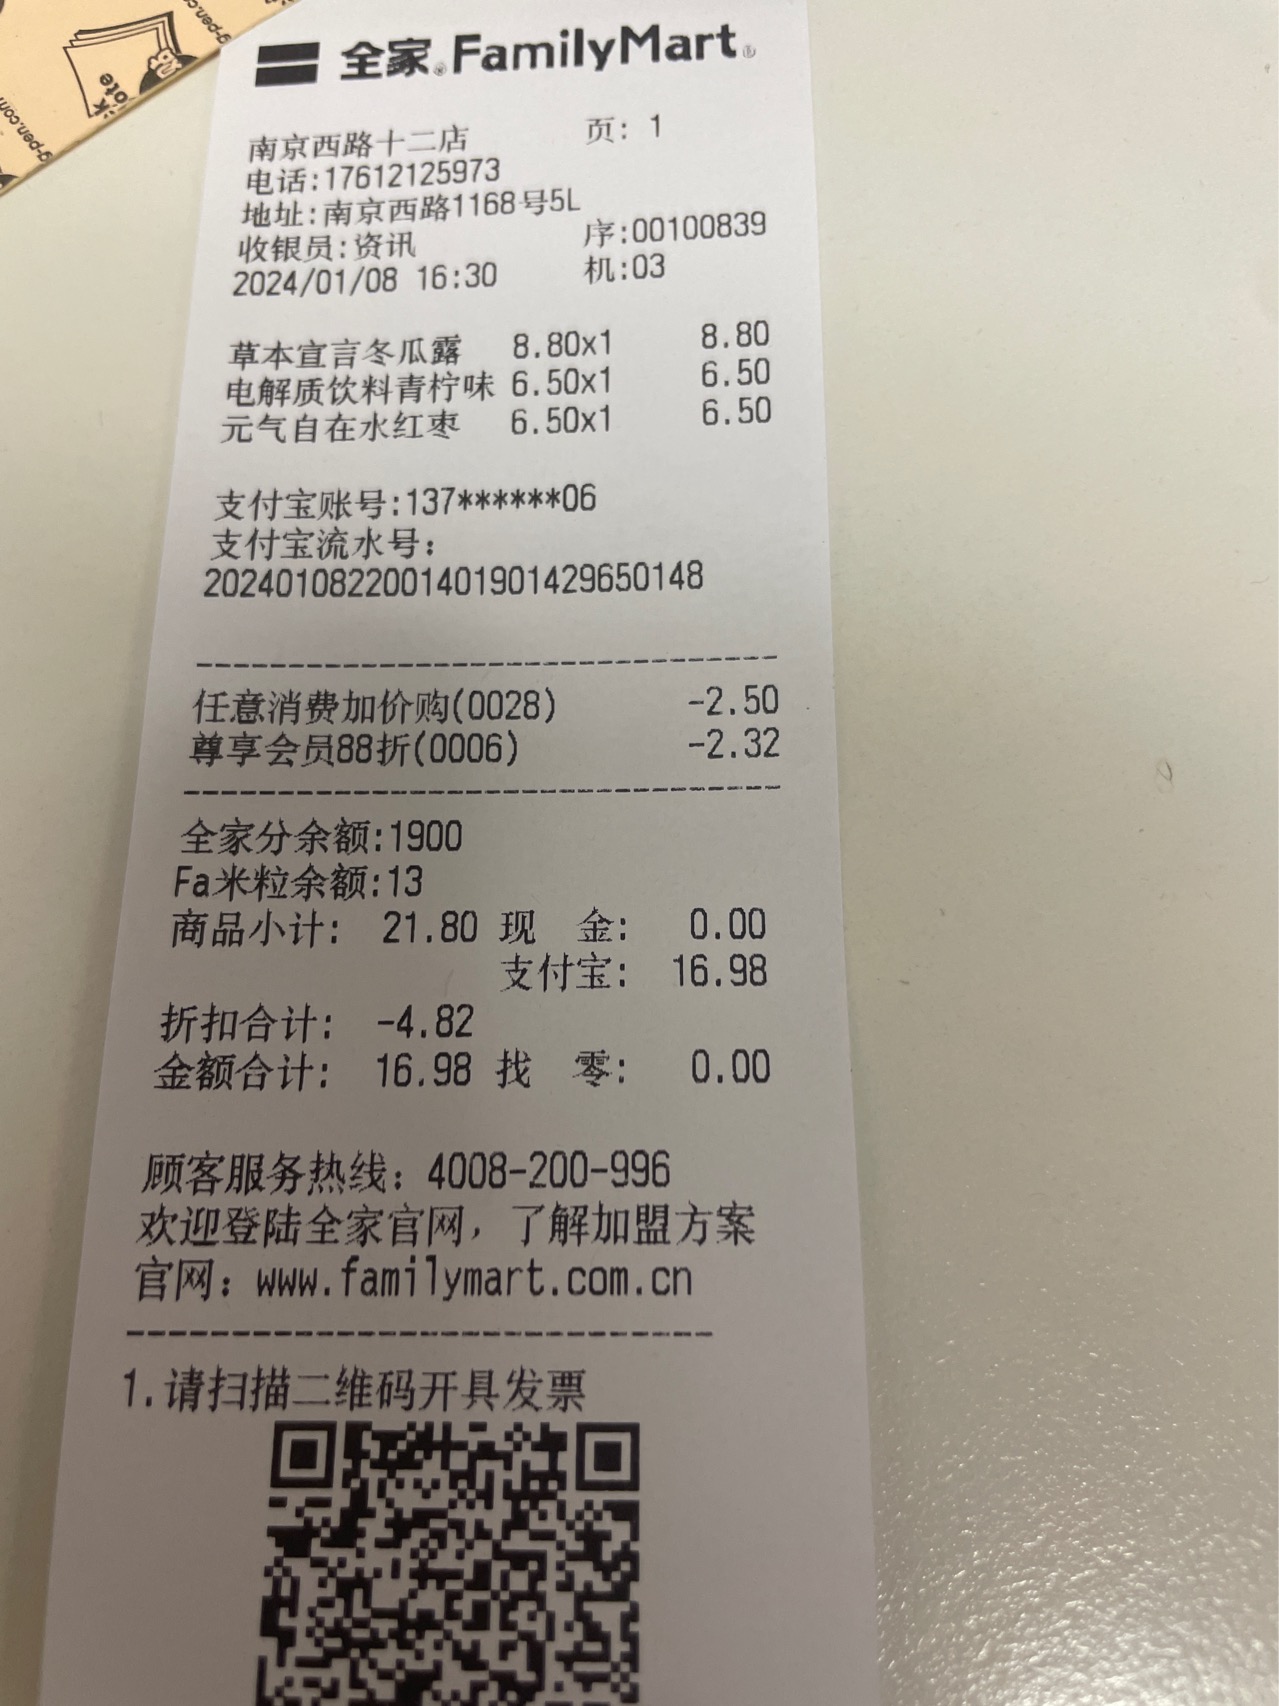 全家 FamilyMart
南京西路十二店 页: 1
电话:17612125973
地址:南京西路1168号5L
收银员:资讯 序:00100839
2024/01/08 16:30 机:03
草本宣言冬瓜露 8.80x1 8.80
电解质饮料青柠味 6.50x1 6.50
元气自在水红枣 6.50x1 6.50
支付宝账号:137******06
支付宝流水号:
2024010822001401901429650148
------------------------------
任意消费加价购(0028) -2.50
尊享会员88折(0006) -2.32
------------------------------
全家分余额:1900
Fa米粒余额:13
商品小计: 21.80 现 金: 0.00
支付宝: 16.98
折扣合计: -4.82
金额合计: 16.98 找 零: 0.00
顾客服务热线: 4008-200-996
欢迎登陆全家官网, 了解加盟方案
官网: www.familymart.com.cn
------------------------------
1.请扫描二维码开具发票